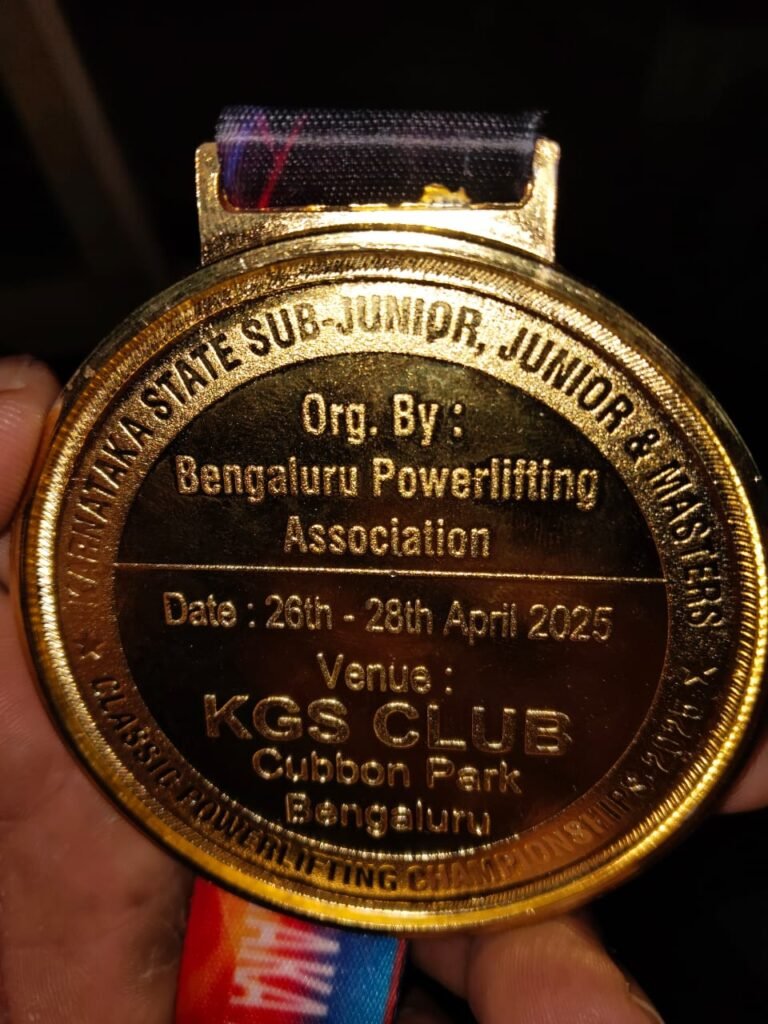 KARNATAKA STATE SUB-JUNIOR, JUNIOR & MASTERS
Org. By :
Bengaluru Powerlifting
Association
Date : 26th - 28th April 2025
Venue :
KGS CLUB
Cubbon Park
Bengaluru
CLASSIC POWERLIFTING CHAMPIONSHIPS-2025
TAKA